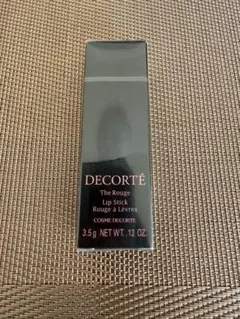 DECORTÉ
The Rouge
Lip Stick
Rouge à Lèvres
COSME DECORTE
3.5 g NET WT. .12 OZ.